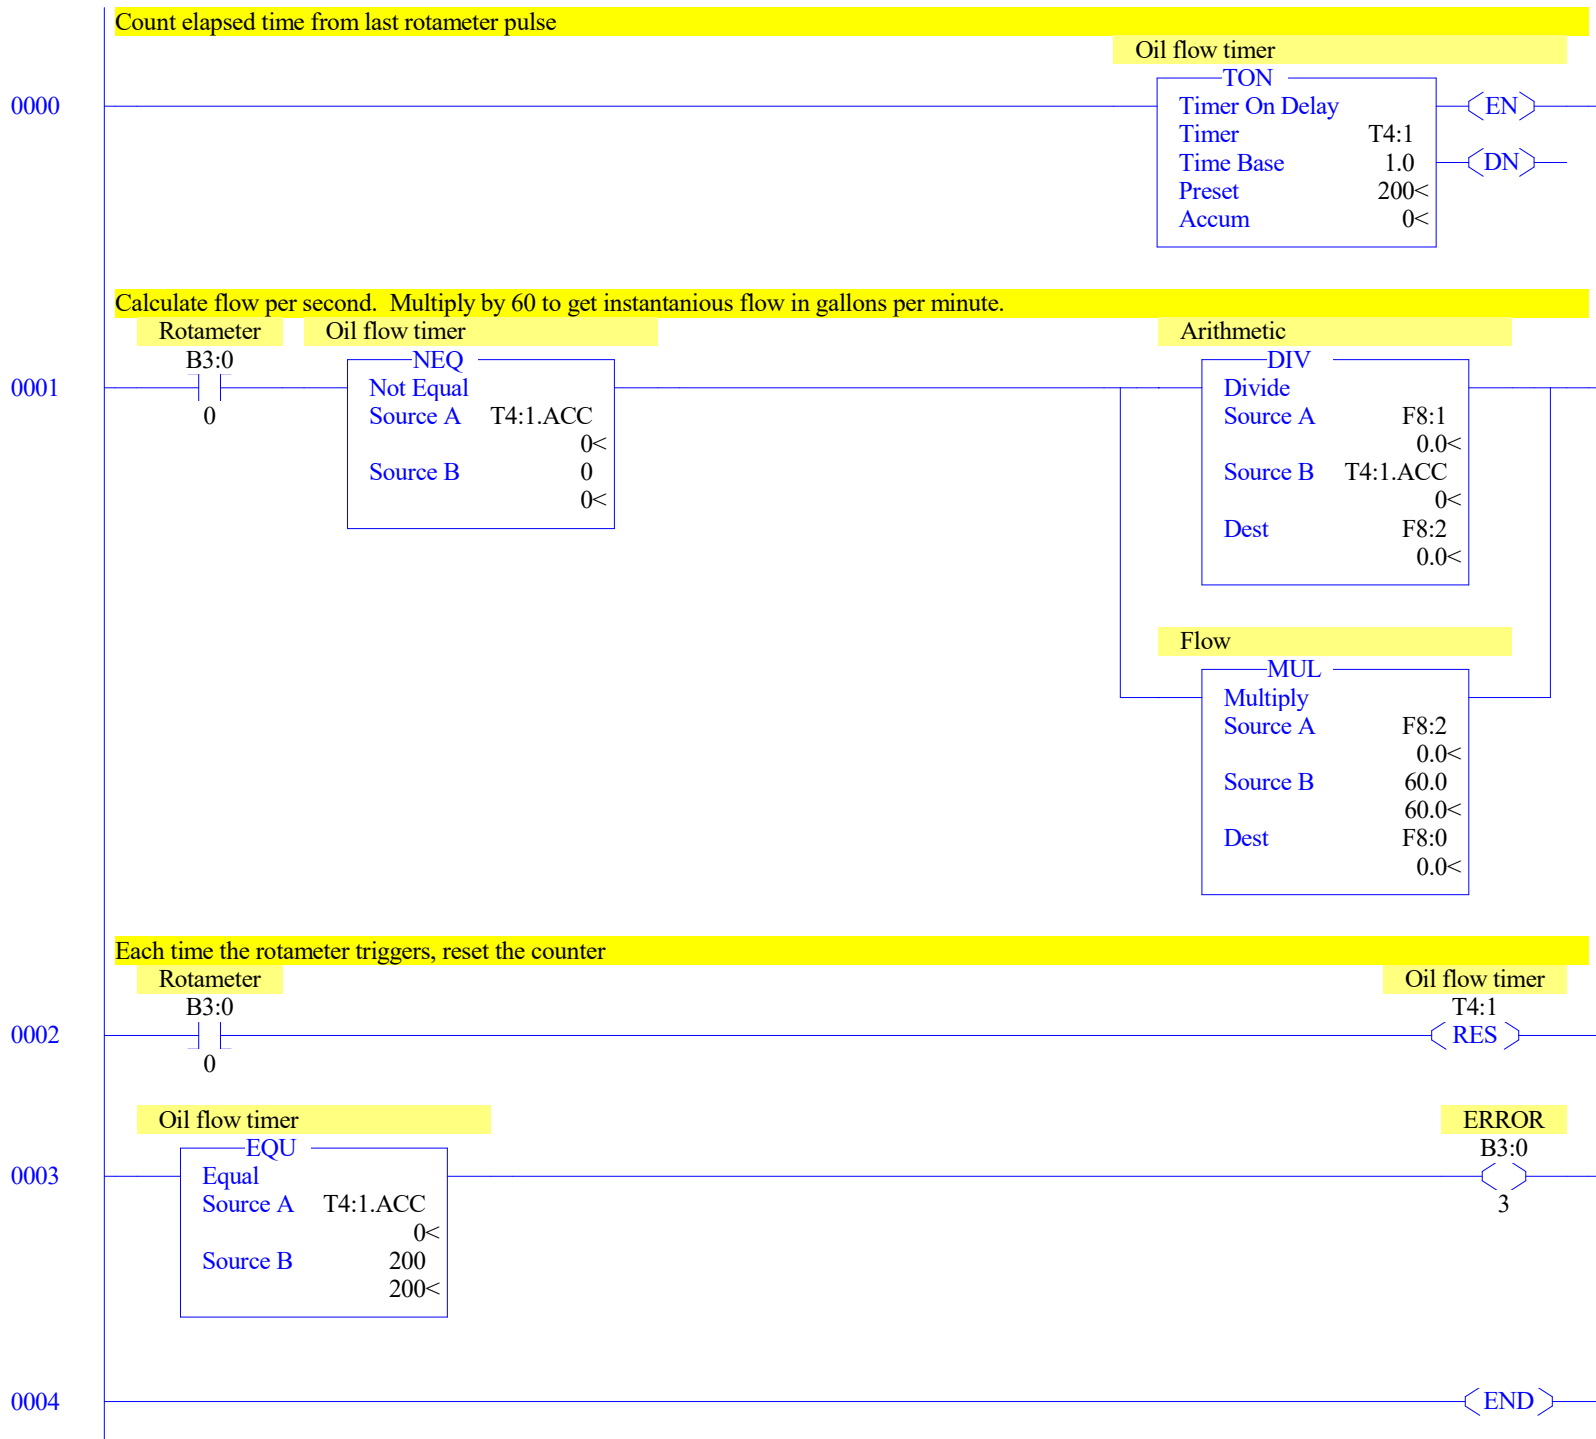 Count elapsed time from last rotameter pulse
Oil flow timer
TON
0000
Timer On Delay
EN
Timer T4:1
Time Base 1.0
DN
Preset 200<
Accum 0<
Calculate flow per second. Multiply by 60 to get instantanious flow in gallons per minute.
Rotameter
Oil flow timer
Arithmetic
B3:0
NEQ
DIV
0001
Not Equal
Divide
0
Source A T4:1.ACC
0<
Source B 0
0<
Source A F8:1
0.0<
Source B T4:1.ACC
0<
Dest F8:2
0.0<
Flow
MUL
Multiply
Source A F8:2
0.0<
Source B 60.0
60.0<
Dest F8:0
0.0<
Each time the rotameter triggers, reset the counter
Rotameter
Oil flow timer
B3:0
T4:1
0002
RES
0
Oil flow timer
ERROR
EQU
B3:0
0003
Equal
3
Source A T4:1.ACC
0<
Source B 200
200<
0004
END